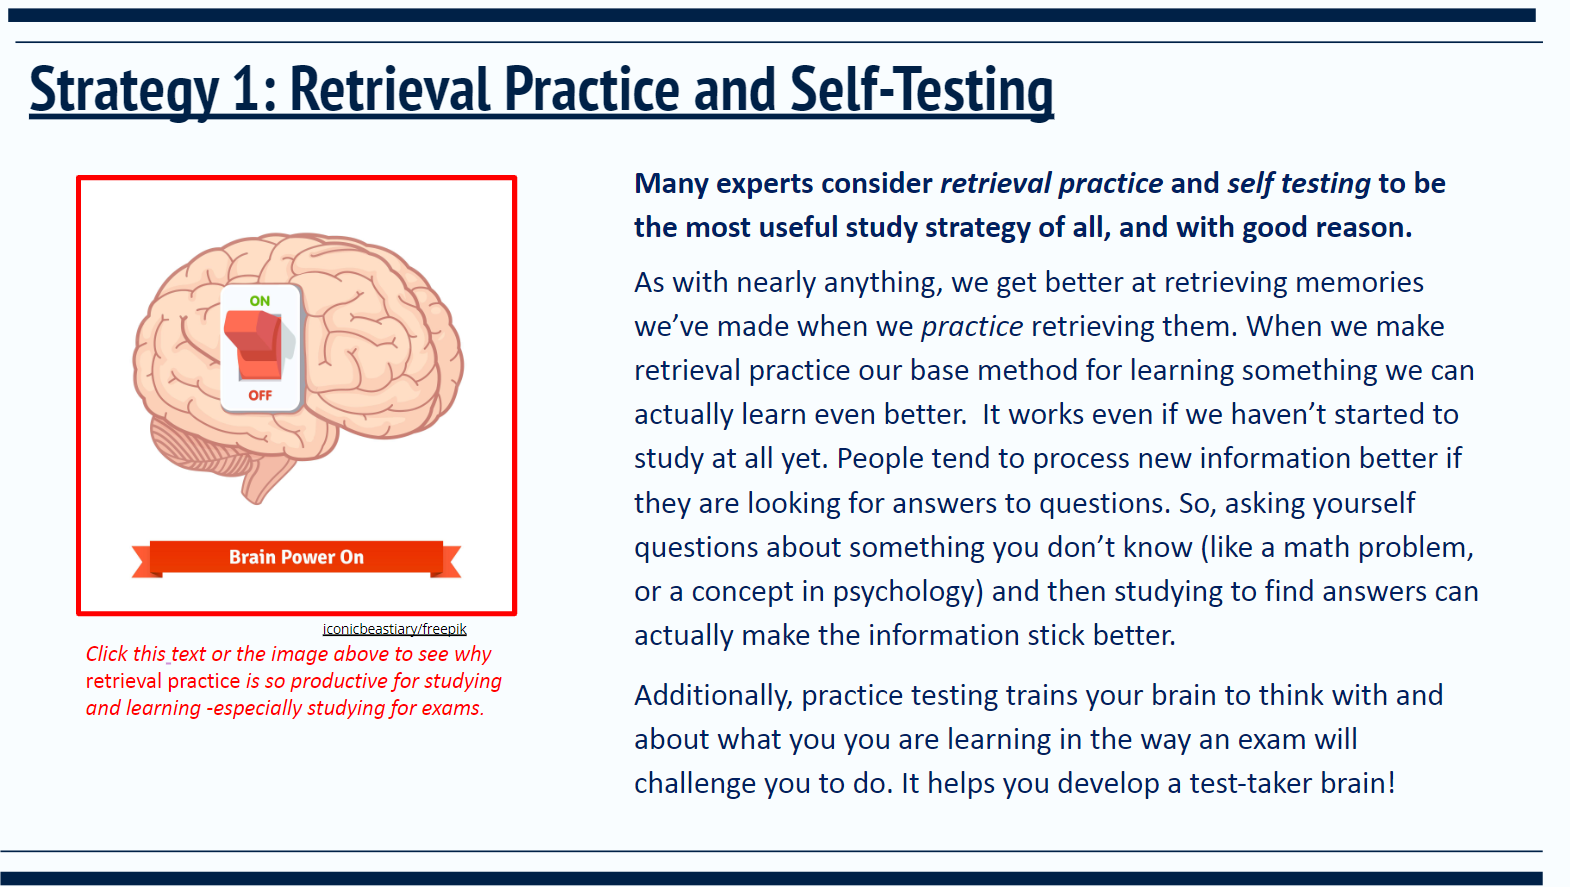 Strategy 1: Retrieval Practice and Self-Testing
ON
OFF
Brain Power On
iconicbeastiary/freepik
Click this text or the image above to see why
retrieval practice is so productive for studying
and learning -especially studying for exams.
Many experts consider retrieval practice and self testing to be
the most useful study strategy of all, and with good reason.
As with nearly anything, we get better at retrieving memories
we’ve made when we practice retrieving them. When we make
retrieval practice our base method for learning something we can
actually learn even better.  It works even if we haven’t started to
study at all yet. People tend to process new information better if
they are looking for answers to questions. So, asking yourself
questions about something you don’t know (like a math problem,
or a concept in psychology) and then studying to find answers can
actually make the information stick better.
Additionally, practice testing trains your brain to think with and
about what you you are learning in the way an exam will
challenge you to do. It helps you develop a test-taker brain!